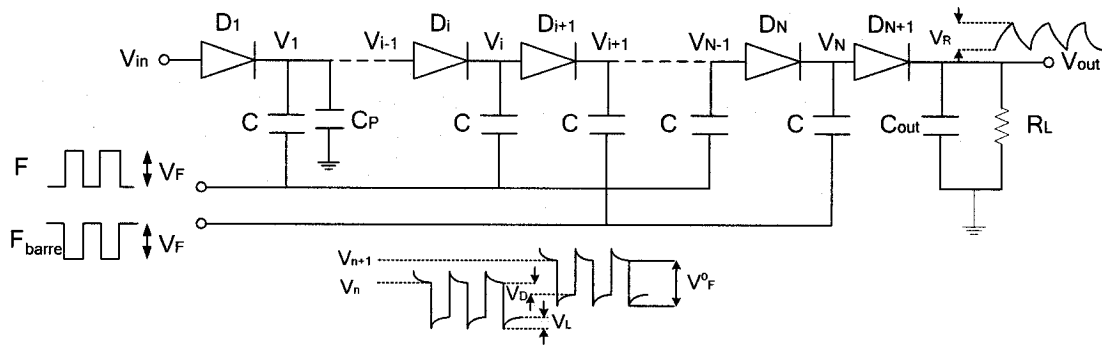 D1 Di Di+1 DN DN+1
Vin V1 Vi-1 Vi Vi+1 VN-1 VN VR Vout
C CP C C C C Cout RL
F VF
Fbarre VF
Vn+1
Vn
VD
VL
V°F